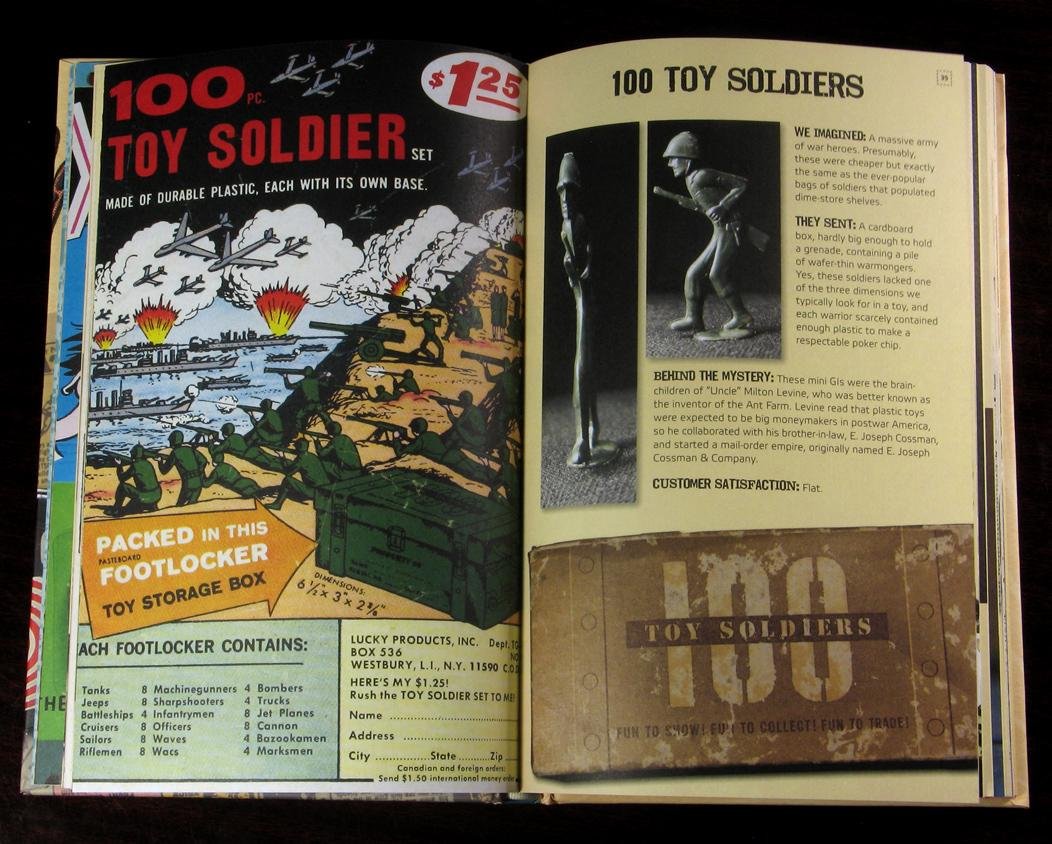 100 PC.
TOY SOLDIER SET
$1.25
MADE OF DURABLE PLASTIC, EACH WITH ITS OWN BASE.
PACKED IN THIS
PASTEBOARD
FOOTLOCKER
TOY STORAGE BOX
DIMENSIONS:
ACH FOOTLOCKER CONTAINS:
Tanks
Jeeps
Battleships
Cruisers
Sailors
Riflemen
8 Machinegunners
8 Sharpshooters
4 Infantrymen
8 Officers
8 Waves
8 Wacs
4 Bombers
4 Trucks
8 Jet Planes
8 Cannon
4 Bazookamen
4 Marksmen
LUCKY PRODUCTS, INC. Dept.
BOX 536
WESTBURY, L.I., N.Y. 11590 C.O.D.
HERE'S MY $1.25!
Rush the TOY SOLDIER SET TO ME!
Name
Address
City State Zip
Canadian and foreign orders:
Send $1.50 international money order
HE
100 TOY SOLDIERS
WE IMAGINED: A massive army
of war heroes. Presumably,
these were cheaper but exactly
the same as the ever-popular
bags of soldiers that populated
dime-store shelves.
THEY SENT: A cardboard
box, hardly big enough to hold
a grenade, containing a pile
of wafer-thin warmongers.
Yes, these soldiers lacked one
of the three dimensions we
typically look for in a toy, and
each warrior scarcely contained
enough plastic to make a
respectable poker chip.
BEHIND THE MYSTERY: These mini GIs were the brain-
children of "Uncle" Milton Levine, who was better known as
the inventor of the Ant Farm. Levine read that plastic toys
were expected to be big moneymakers in postwar America,
so he collaborated with his brother-in-law, E. Joseph Cossman,
and started a mail-order empire, originally named E. Joseph
Cossman & Company.
CUSTOMER SATISFACTION: Flat.
100
TOY SOLDIERS
FUN TO SHOW! FUN TO COLLECT! FUN TO TRADE!